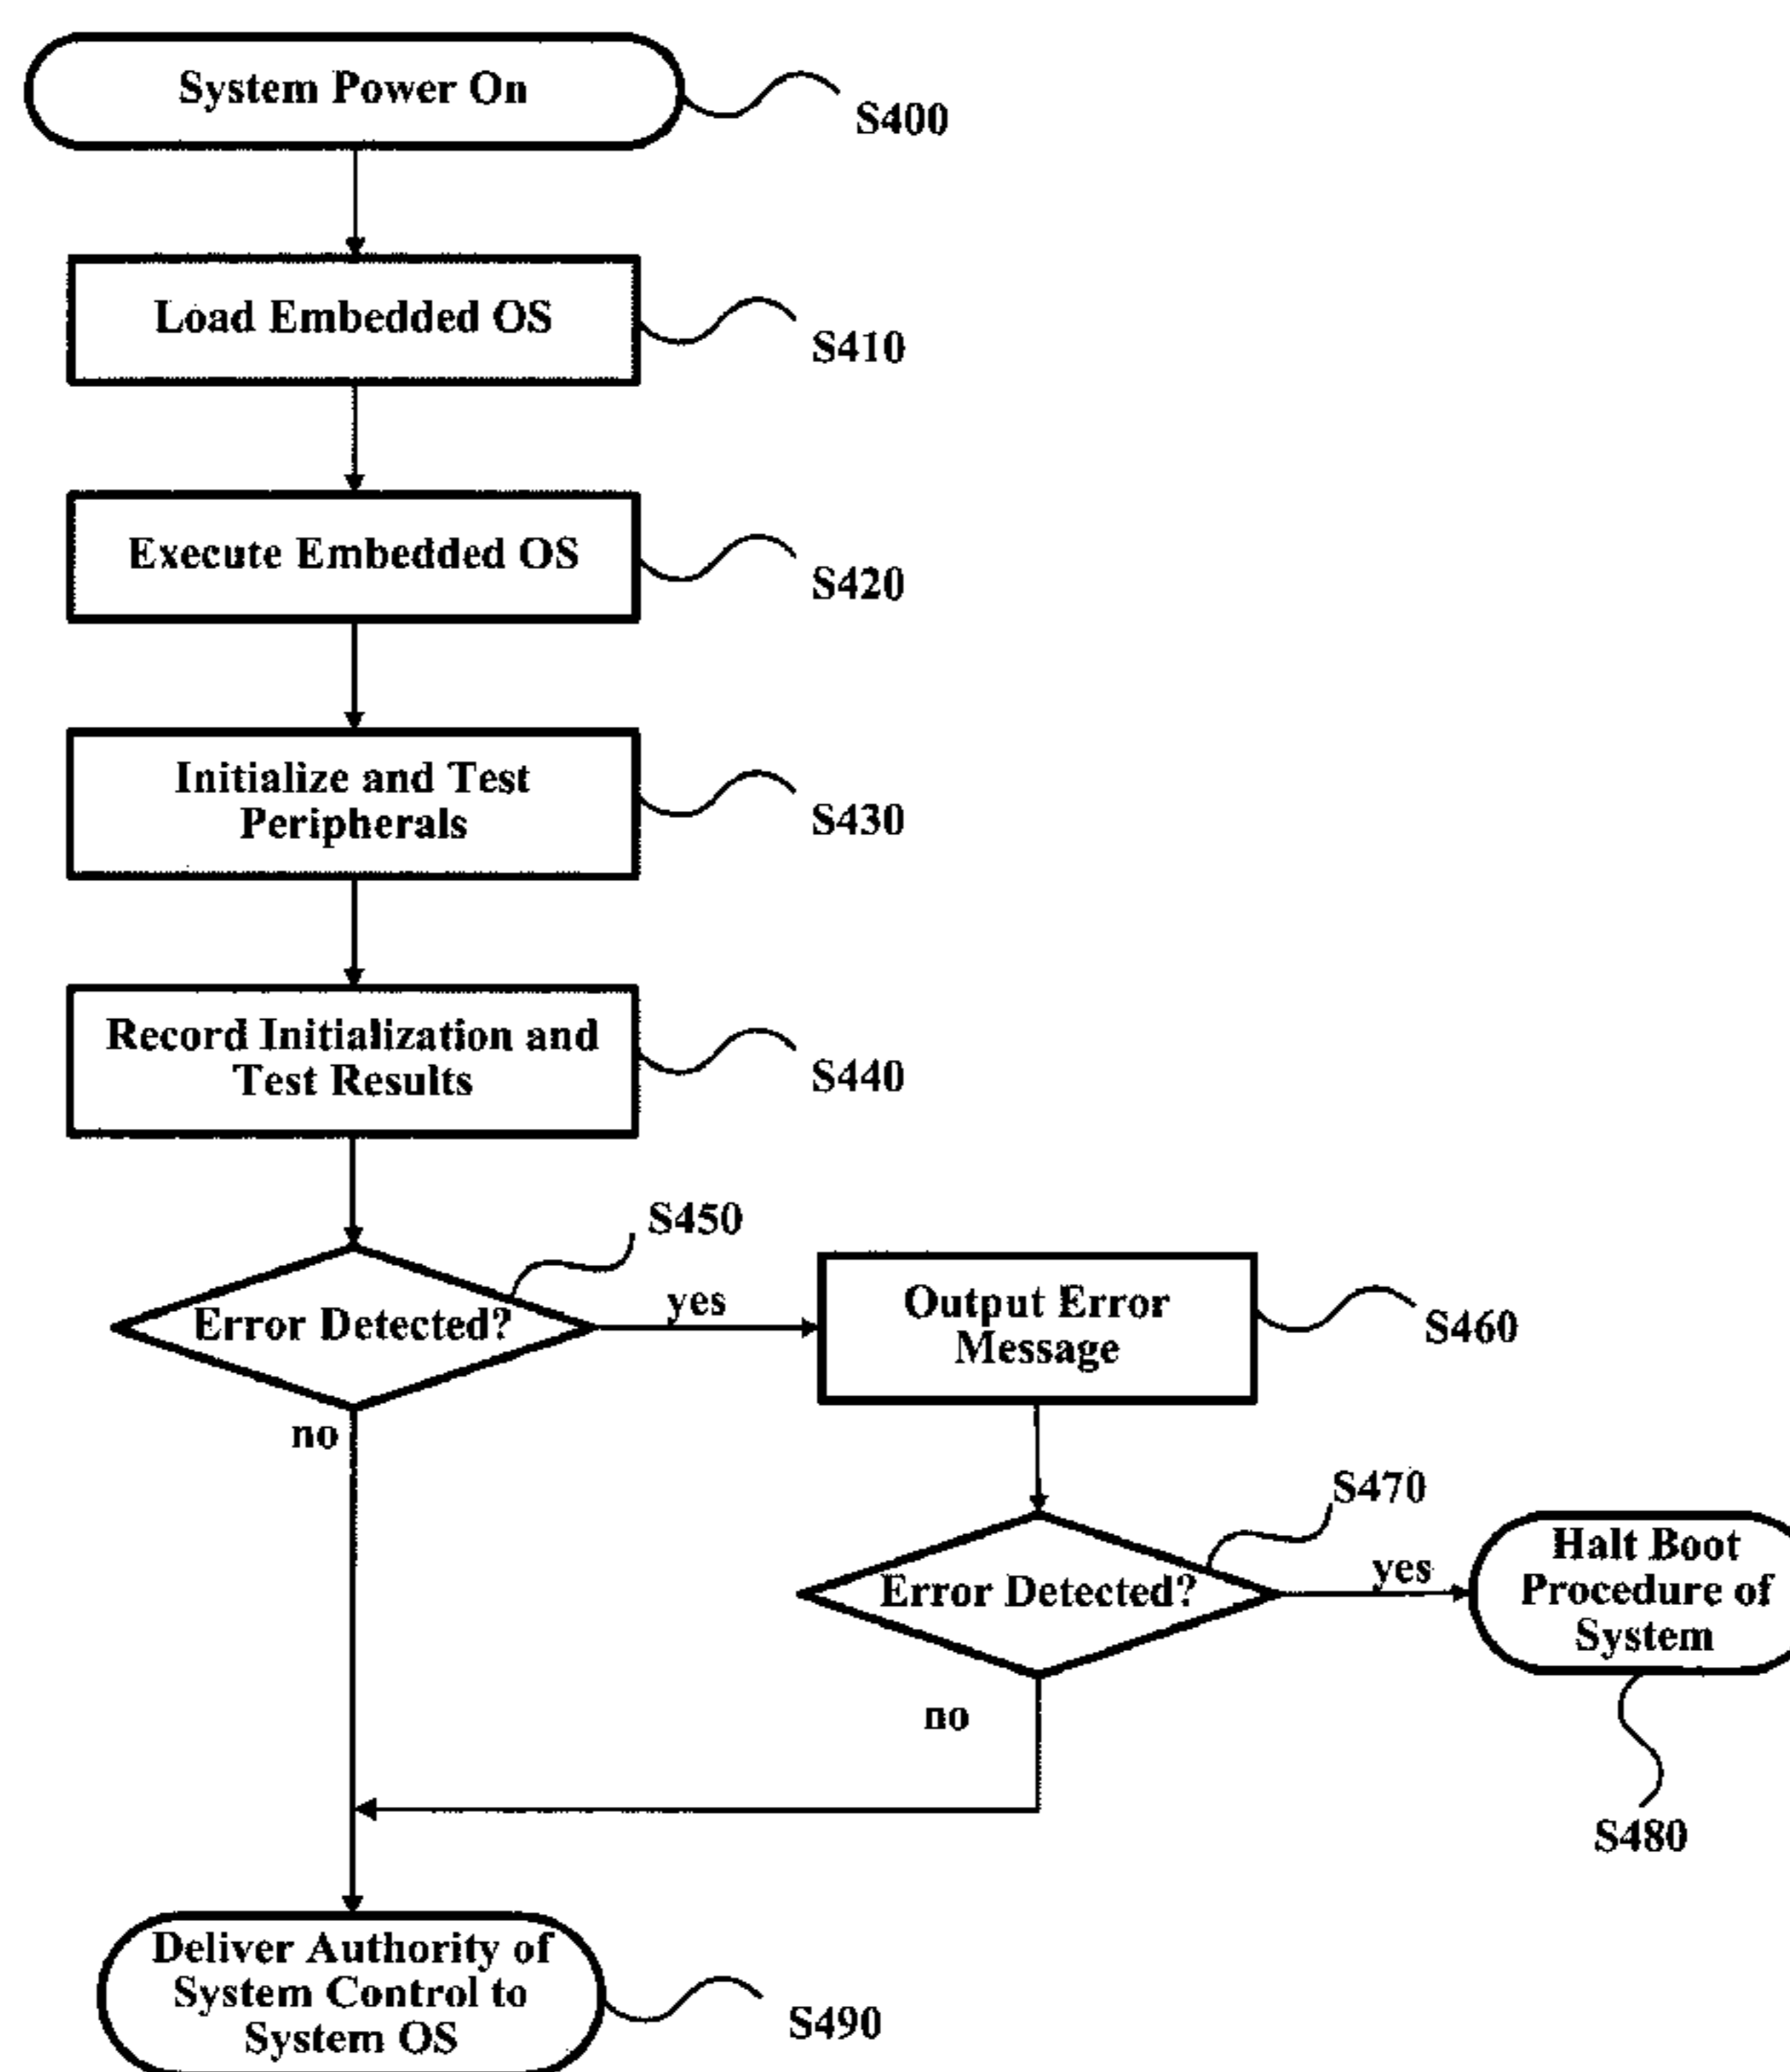 System Power On
S400
Load Embedded OS
S410
Execute Embedded OS
S420
Initialize and Test
Peripherals
S430
Record Initialization and
Test Results
S440
S450
Error Detected?
yes
no
Output Error
Message
S460
S470
Error Detected?
yes
no
Halt Boot
Procedure of
System
S480
Deliver Authority of
System Control to
System OS
S490